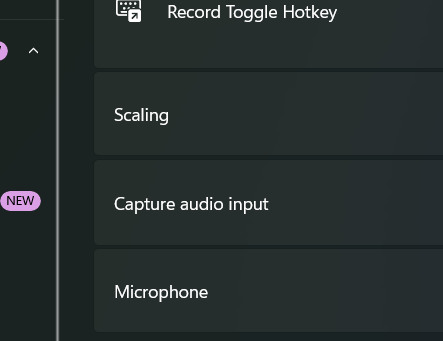 Record Toggle Hotkey
Scaling
NEW
Capture audio input
Microphone